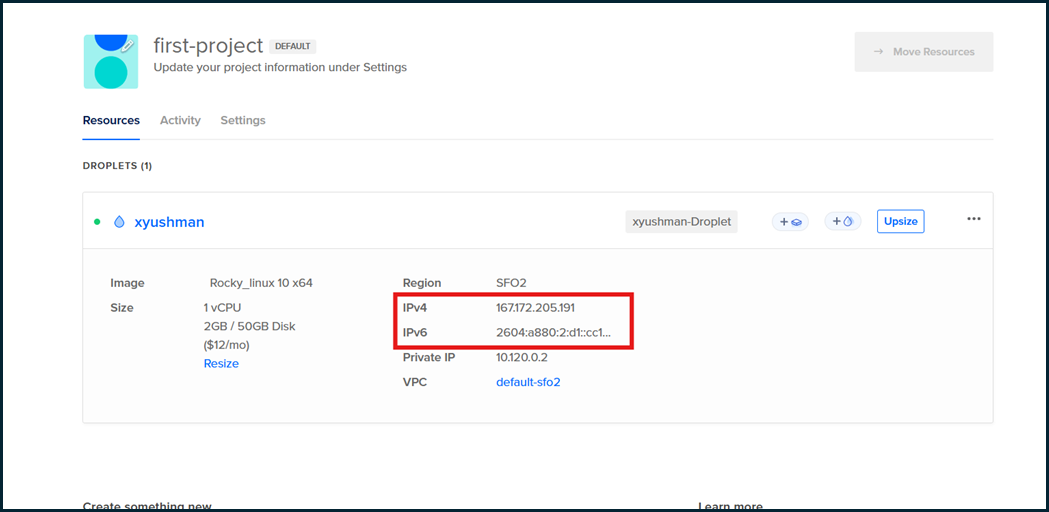 first-project DEFAULT
Update your project information under Settings
→ Move Resources
Resources Activity Settings
DROPLETS (1)
xyushman xyushman-Droplet + + Upsize ...
Image Rocky_linux 10 x64
Size 1 vCPU
2GB / 50GB Disk
($12/mo)
Resize
Region SFO2
IPv4 167.172.205.191
IPv6 2604:a880:2:d1::cc1...
Private IP 10.120.0.2
VPC default-sfo2
Create something new
Learn more